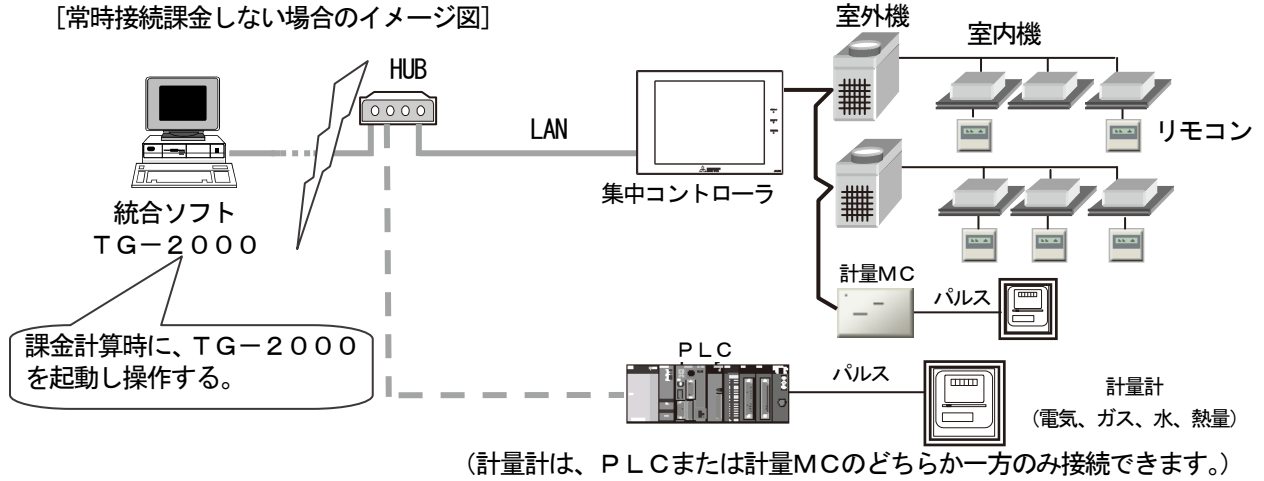 [常時接続課金しない場合のイメージ図]
室外機
室内機
HUB
LAN
リモコン
集中コントローラ
統合ソフト
TG－2000
計量MC
パルス
課金計算時に、TG－2000
を起動し操作する。
PLC
パルス
計量計
(電気、ガス、水、熱量)
(計量計は、PLCまたは計量MCのどちらか一方のみ接続できます。)